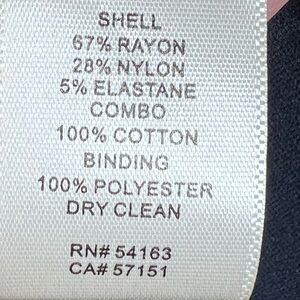 SHELL
67% RAYON
28% NYLON
5% ELASTANE
COMBO
100% COTTON
BINDING
100% POLYESTER
DRY CLEAN
RN# 54163
CA# 57151